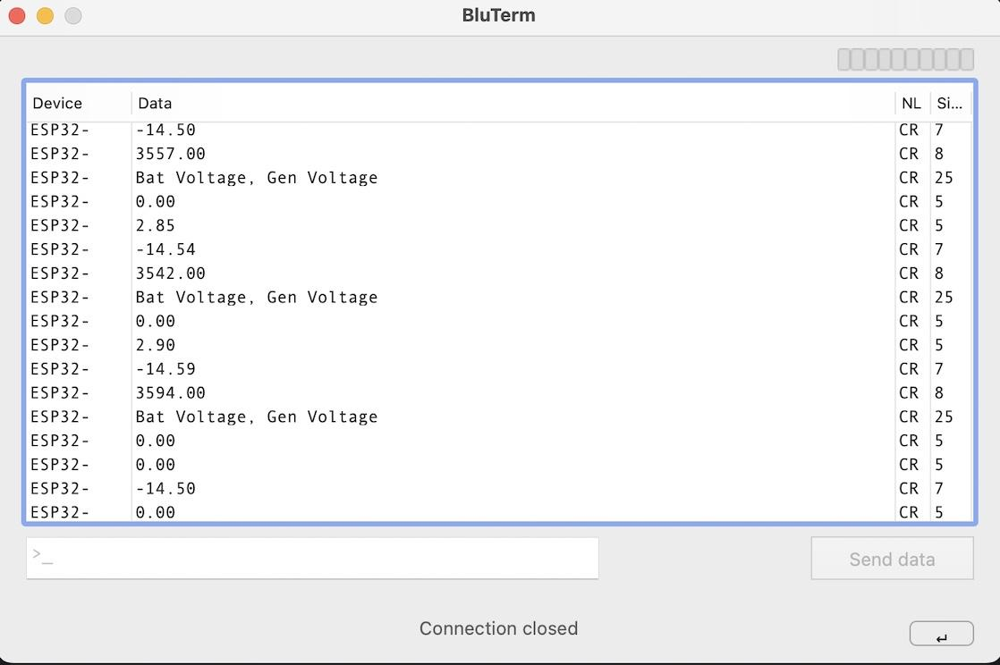 BluTerm
Device Data NL Si...
ESP32- -14.50 CR 7
ESP32- 3557.00 CR 8
ESP32- Bat Voltage, Gen Voltage CR 25
ESP32- 0.00 CR 5
ESP32- 2.85 CR 5
ESP32- -14.54 CR 7
ESP32- 3542.00 CR 8
ESP32- Bat Voltage, Gen Voltage CR 25
ESP32- 0.00 CR 5
ESP32- 2.90 CR 5
ESP32- -14.59 CR 7
ESP32- 3594.00 CR 8
ESP32- Bat Voltage, Gen Voltage CR 25
ESP32- 0.00 CR 5
ESP32- 0.00 CR 5
ESP32- -14.50 CR 7
ESP32- 0.00 CR 5
>_
Send data
Connection closed
↵